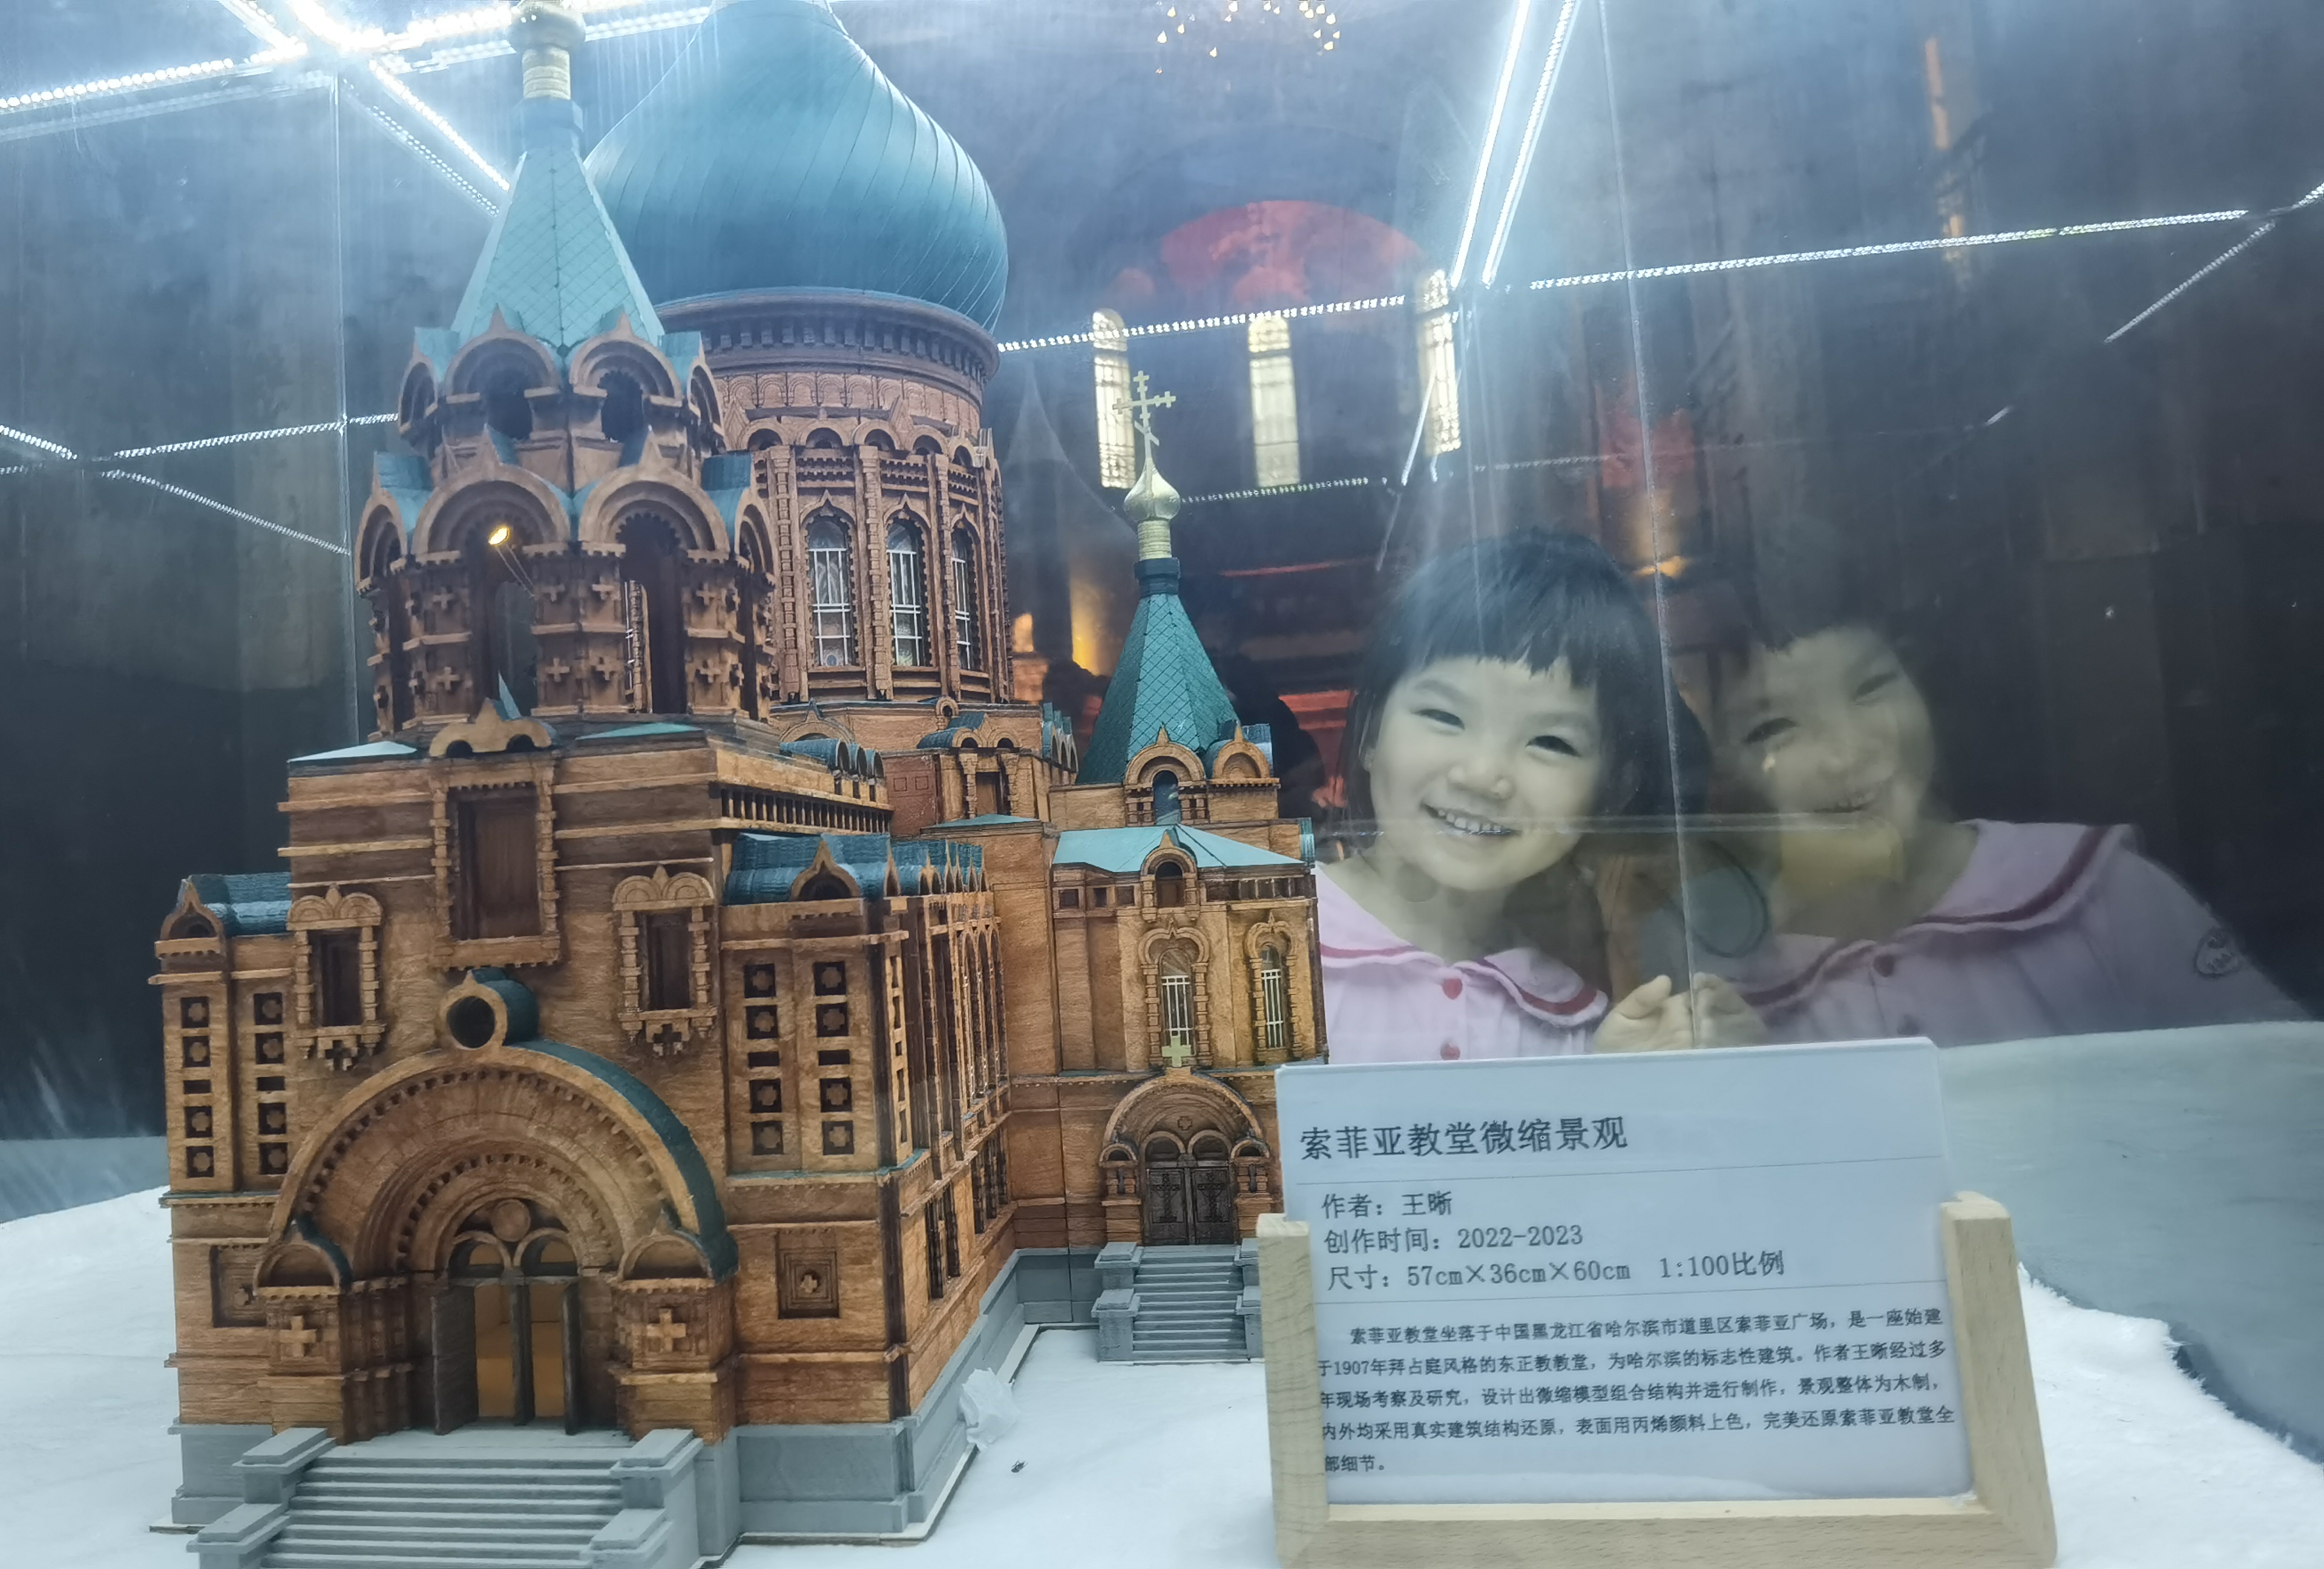 索菲亚教堂微缩景观
作者：王晰
创作时间：2022-2023
尺寸：57cm×36cm×60cm 1:100比例
索菲亚教堂坐落于中国黑龙江省哈尔滨市道里区索菲亚广场，是一座始建
于1907年拜占庭风格的东正教教堂，为哈尔滨的标志性建筑。作者王晰经过多
年现场考察及研究，设计出微缩模型组合结构并进行制作，景观整体为木制，
内外均采用真实建筑结构还原，表面用丙烯颜料上色，完美还原索菲亚教堂全
部细节。